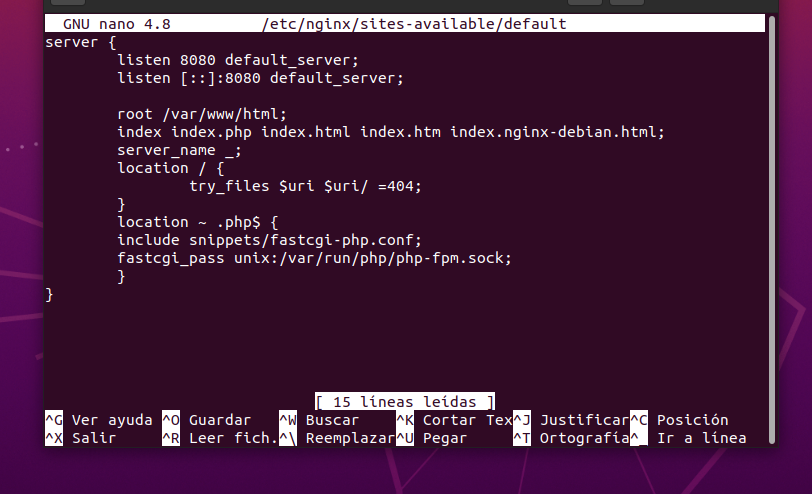 GNU nano 4.8 /etc/nginx/sites-available/default
server {
listen 8080 default_server;
listen [::]:8080 default_server;
root /var/www/html;
index index.php index.html index.htm index.nginx-debian.html;
server_name _;
location / {
try_files $uri $uri/ =404;
}
location ~ .php$ {
include snippets/fastcgi-php.conf;
fastcgi_pass unix:/var/run/php/php-fpm.sock;
}
}
[ 15 líneas leídas ]
^G Ver ayuda ^O Guardar ^W Buscar ^K Cortar Tex^J Justificar^C Posición
^X Salir ^R Leer fich.^\ Reemplazar^U Pegar ^T Ortografía^_ Ir a línea